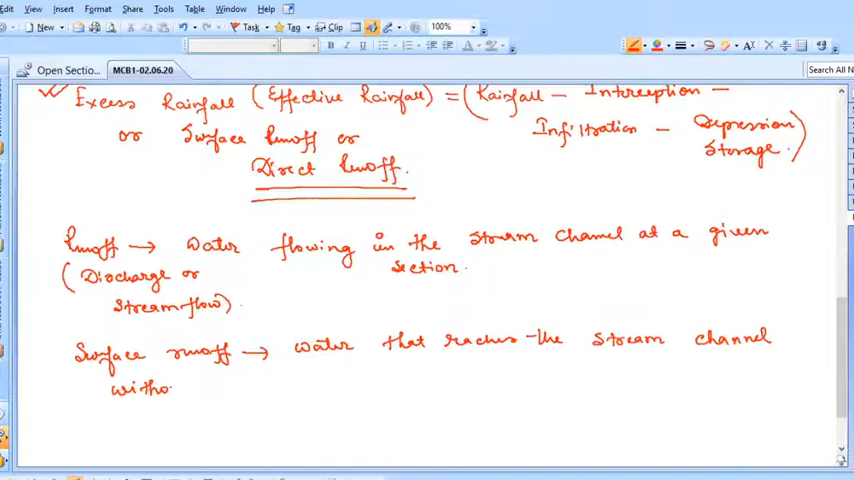 Edit View Insert Format Share Tools Table Window Help
New Task Tag Clip 100%
Open Sectio... MCB1-02.06.20 Search All No
Excess Rainfall (Effective Rainfall) = (Rainfall - Interception -
or Surface Runoff or Infiltration - Depression
Direct Runoff. Storage.)
Runoff → Water flowing in the stream channel at a given
(Discharge or section.
Streamflow).
Surface runoff → water that reaches the stream channel
witho